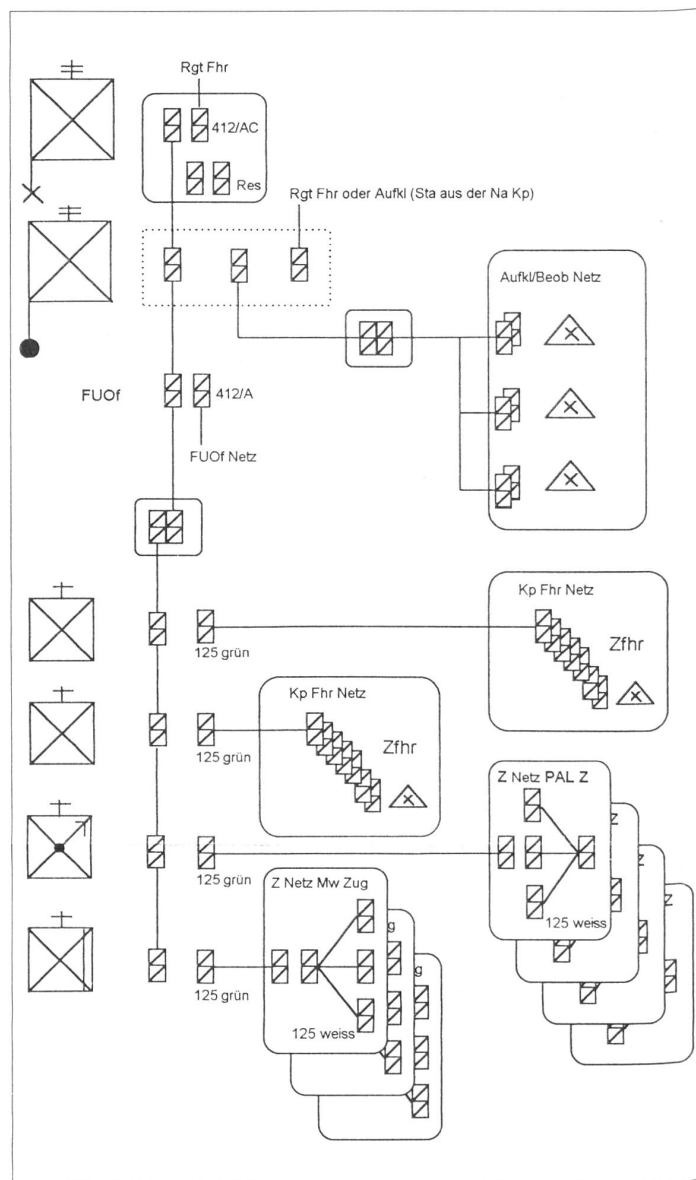 Rgt Fhr
412/AC
Res
Rgt Fhr oder Aufkl (Sta aus der Na Kp)
Aufkl/Beob Netz
FUOf
412/A
FUOf Netz
Kp Fhr Netz
Zfhr
125 grün
Kp Fhr Netz
Zfhr
125 grün
Z Netz PAL Z
z
z
z
125 grün
125 weiss
Z Netz Mw Zug
g
g
125 grün
125 weiss